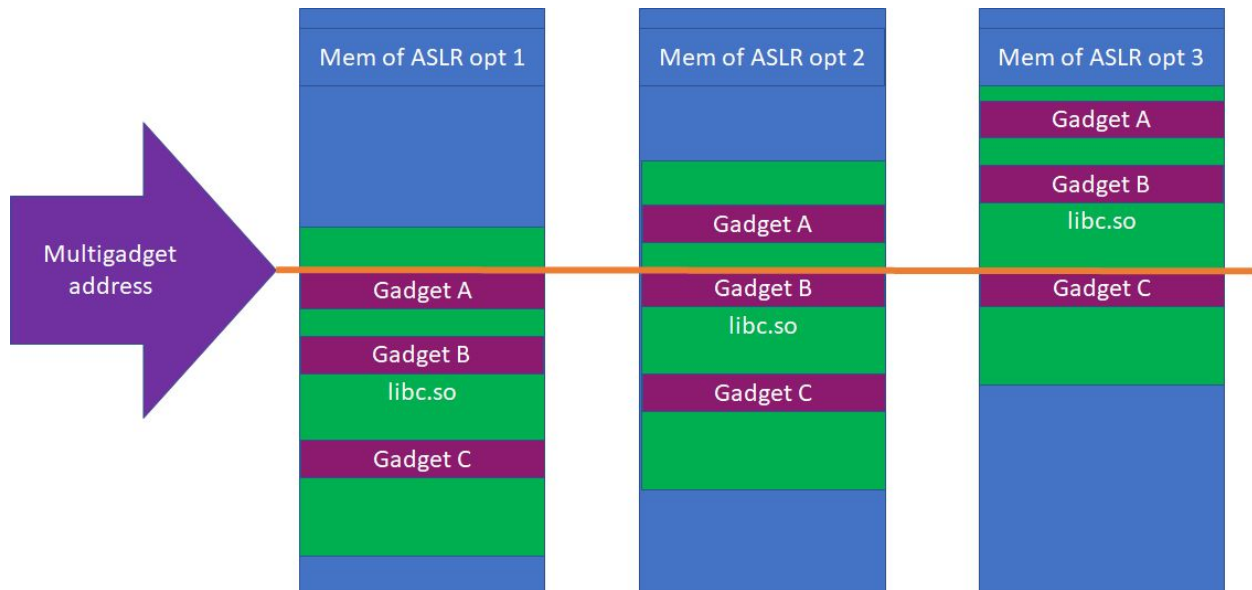 Multigadget
address
Mem of ASLR opt 1
Gadget A
Gadget B
libc.so
Gadget C
Mem of ASLR opt 2
Gadget A
Gadget B
libc.so
Gadget C
Mem of ASLR opt 3
Gadget A
Gadget B
libc.so
Gadget C